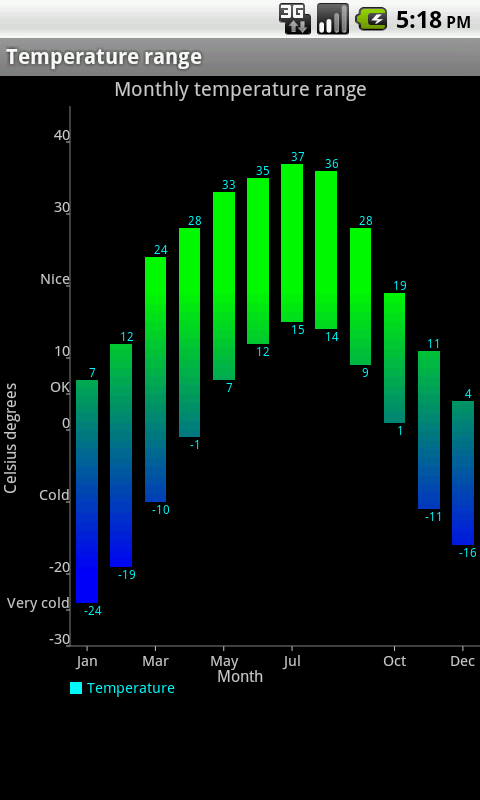 3G 5:18 PM
Temperature range
Monthly temperature range
40
30
Nice
10
OK
0
Cold
-20
Very cold
-30
Celsius degrees
7
12
24
28
33
35
37
36
28
19
11
4
-24
-19
-10
-1
7
12
15
14
9
1
-11
-16
Jan Mar May Jul Oct Dec
Month
Temperature